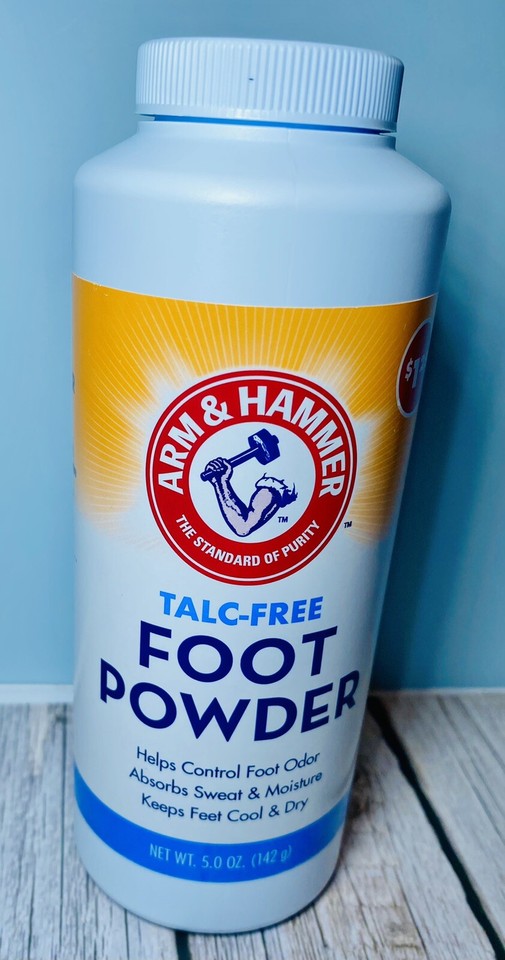 ARM & HAMMER
THE STANDARD OF PURITY
TM
TM
TALC-FREE
FOOT
POWDER
Helps Control Foot Odor
Absorbs Sweat & Moisture
Keeps Feet Cool & Dry
NET WT. 5.0 OZ. (142 g)